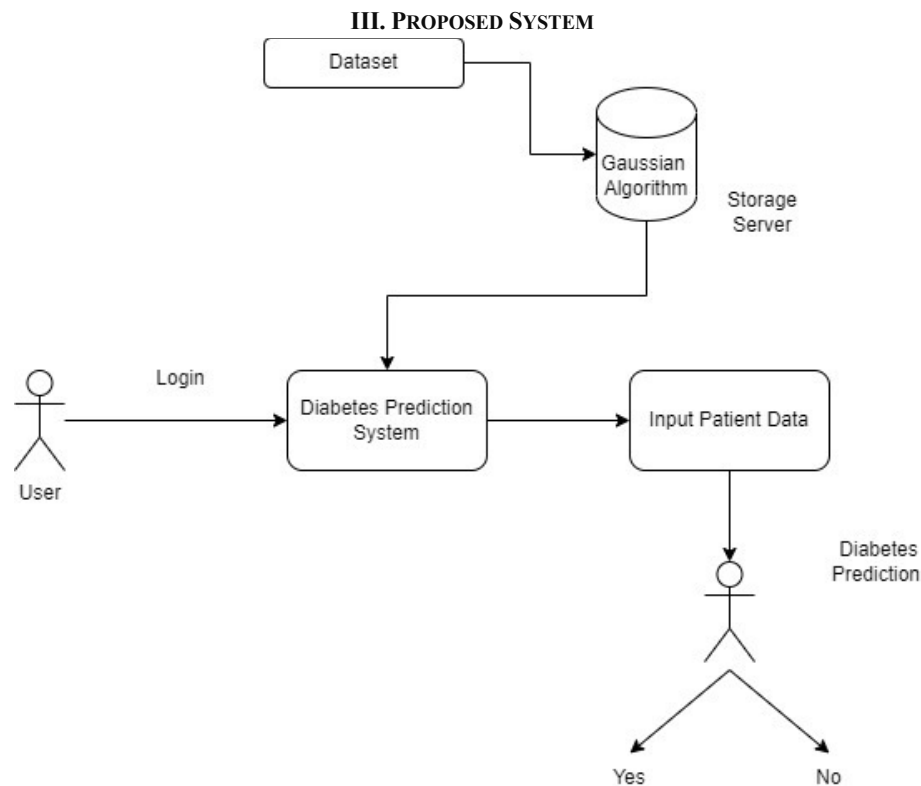 III. PROPOSED SYSTEM
Dataset
Gaussian
Algorithm
Storage
Server
Login
Diabetes Prediction
System
Input Patient Data
User
Diabetes
Prediction
Yes
No